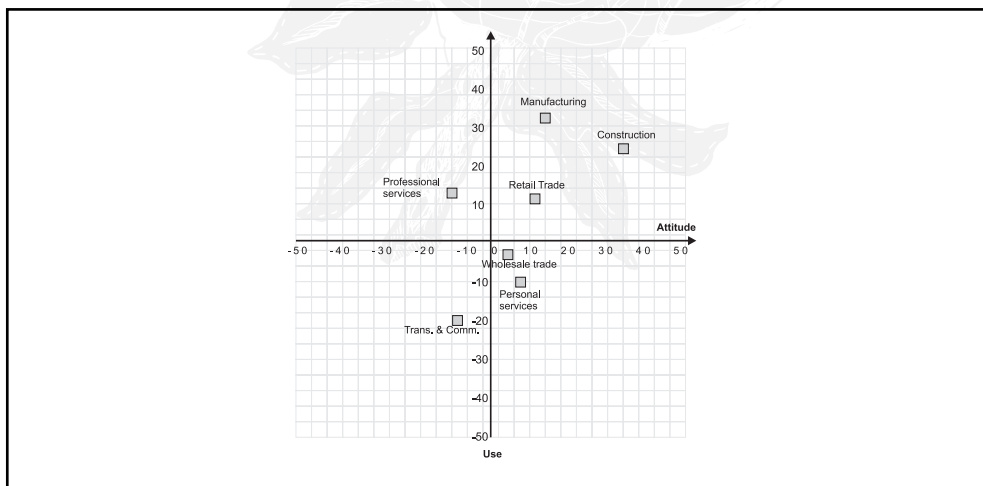 50
40
Manufacturing
30
Construction
20
Professional
services
Retail Trade
10
Attitude
-50 -40 -30 -20 -10 0 10 20 30 40 50
Wholesale trade
-10
Personal
services
-20
Trans. & Comm.
-30
-40
-50
Use